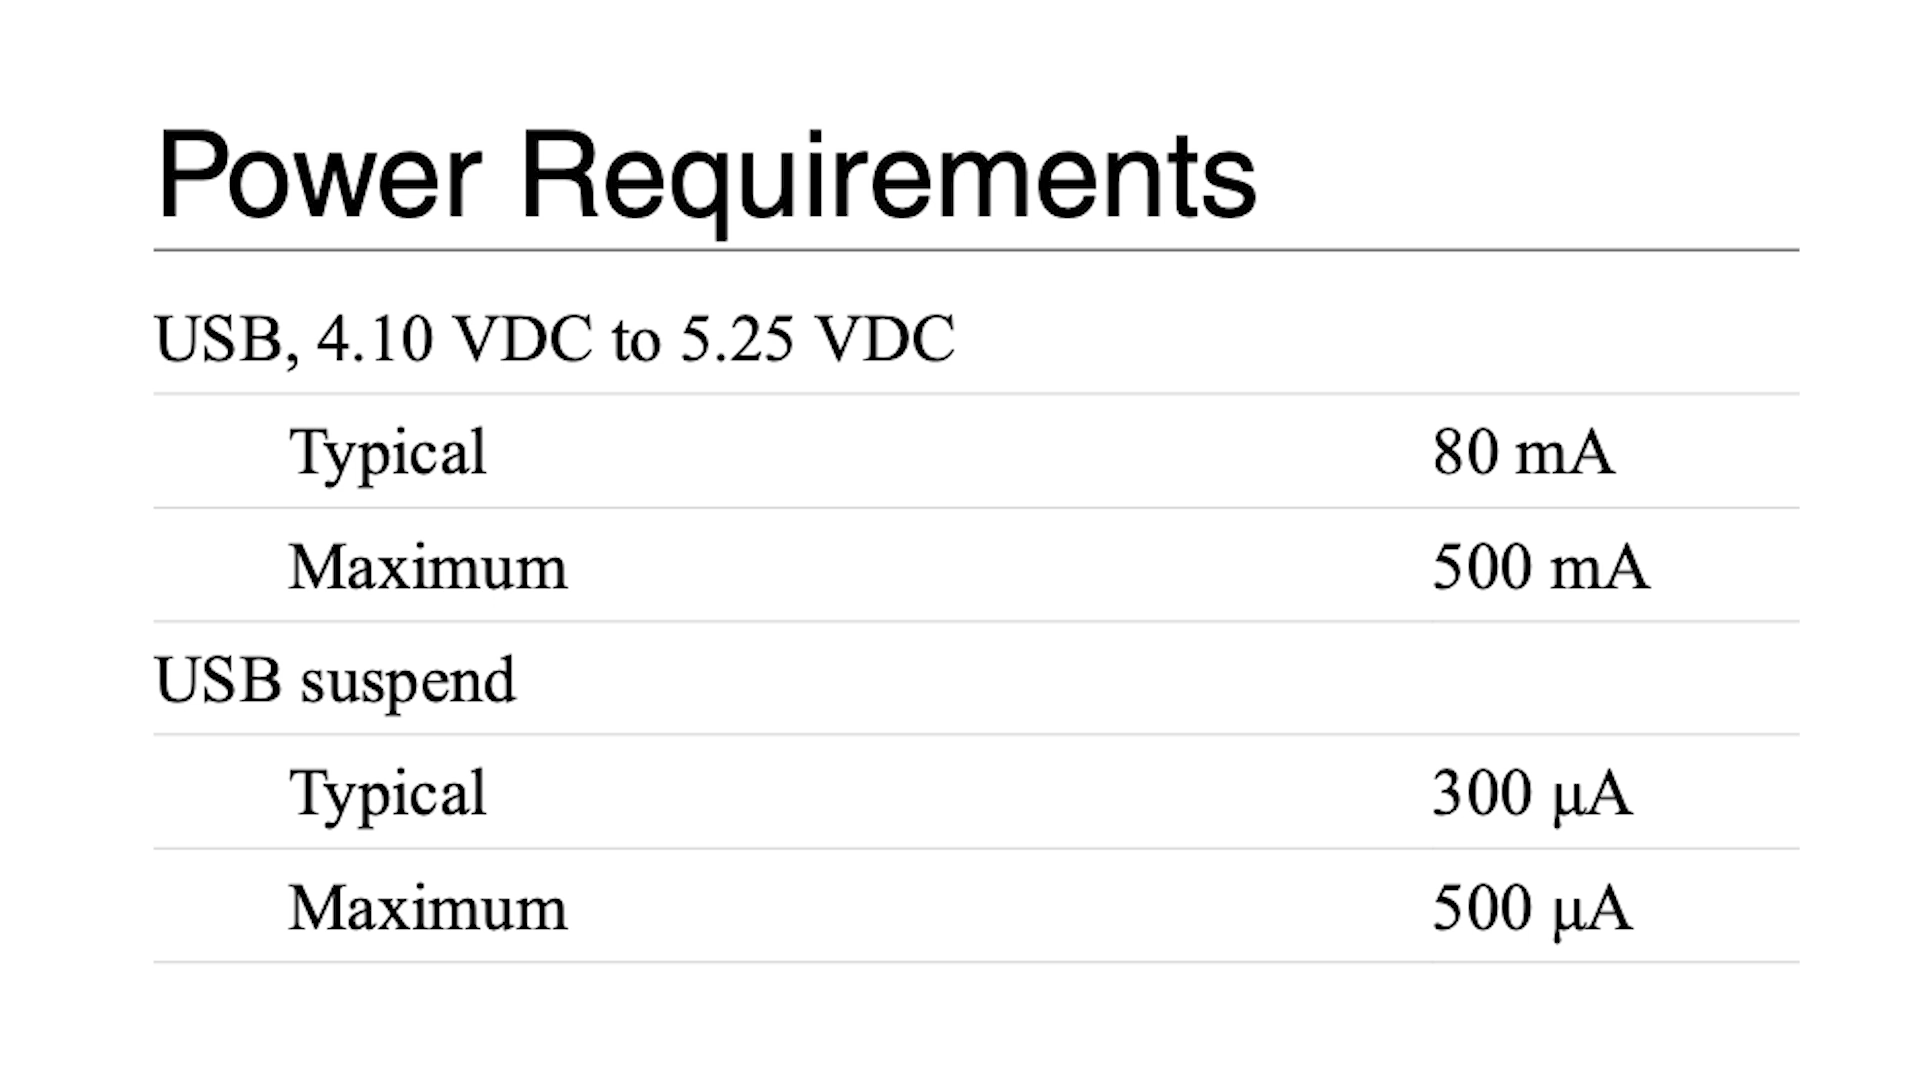 Power Requirements
USB, 4.10 VDC to 5.25 VDC
Typical 80 mA
Maximum 500 mA
USB suspend
Typical 300 μA
Maximum 500 μA